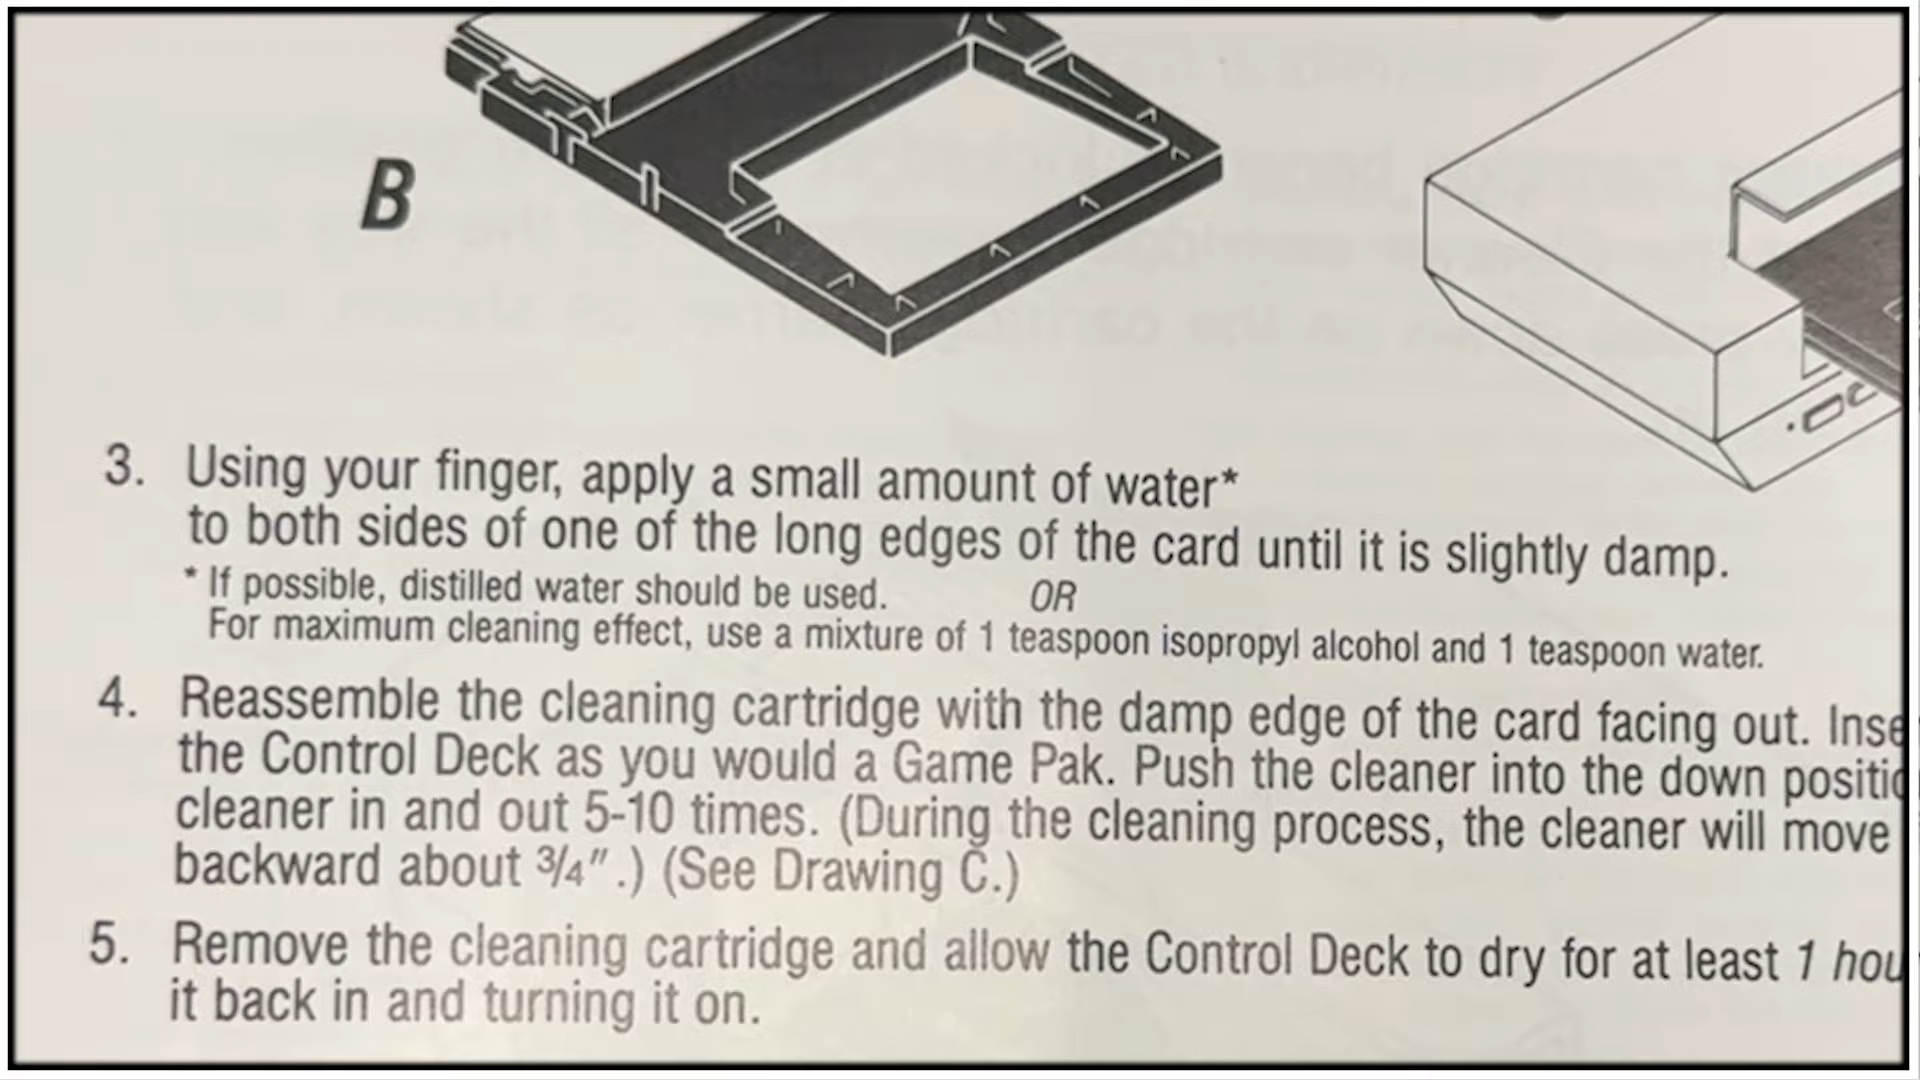 B
3. Using your finger, apply a small amount of water*
to both sides of one of the long edges of the card until it is slightly damp.
* If possible, distilled water should be used. OR
For maximum cleaning effect, use a mixture of 1 teaspoon isopropyl alcohol and 1 teaspoon water.
4. Reassemble the cleaning cartridge with the damp edge of the card facing out.
the Control Deck as you would a Game Pak. Push the cleaner into the down
cleaner in and out 5-10 times. (During the cleaning process, the cleaner will move
backward about 3/4".) (See Drawing C.)
5. Remove the cleaning cartridge and allow the Control Deck to dry for at least 1
it back in and turning it on.